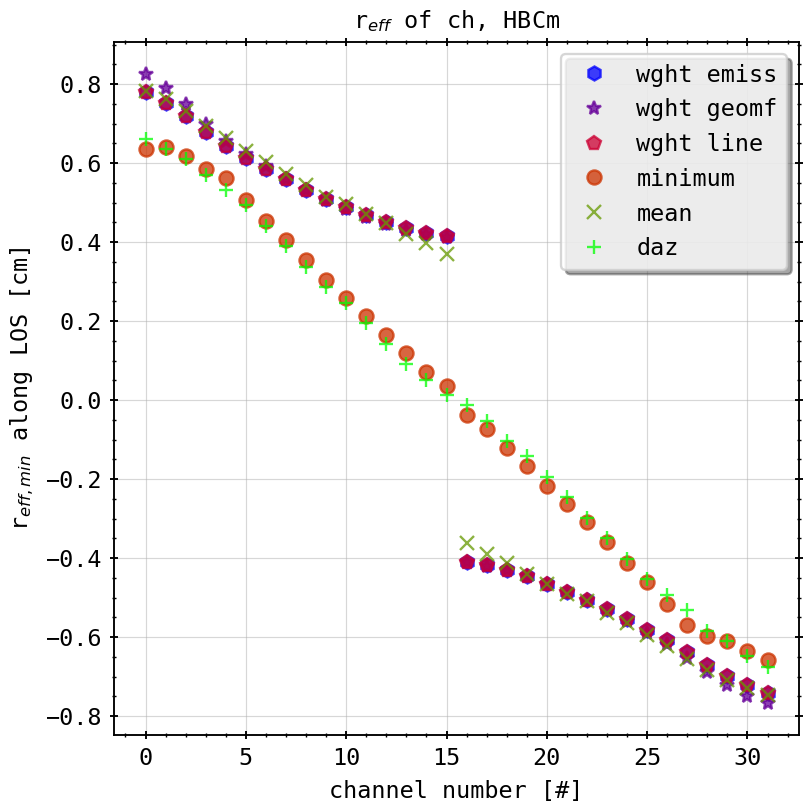 r_eff of ch, HBCm
wght emiss
wght geomf
wght line
minimum
mean
daz
r_eff,min along LOS [cm]
0.8
0.6
0.4
0.2
0.0
−0.2
−0.4
−0.6
−0.8
0 5 10 15 20 25 30
channel number [#]